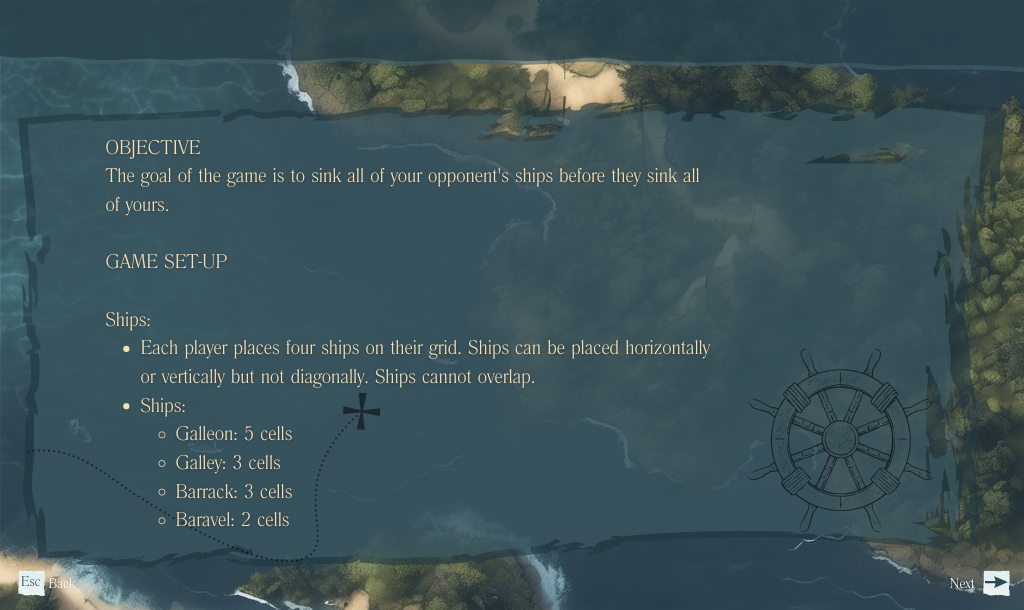 OBJECTIVE
The goal of the game is to sink all of your opponent's ships before they sink all
of yours.
GAME SET-UP
Ships:
• Each player places four ships on their grid. Ships can be placed horizontally
or vertically but not diagonally. Ships cannot overlap.
• Ships:
◦ Galleon: 5 cells
◦ Galley: 3 cells
◦ Barrack: 3 cells
◦ Baravel: 2 cells
Esc Back
Next